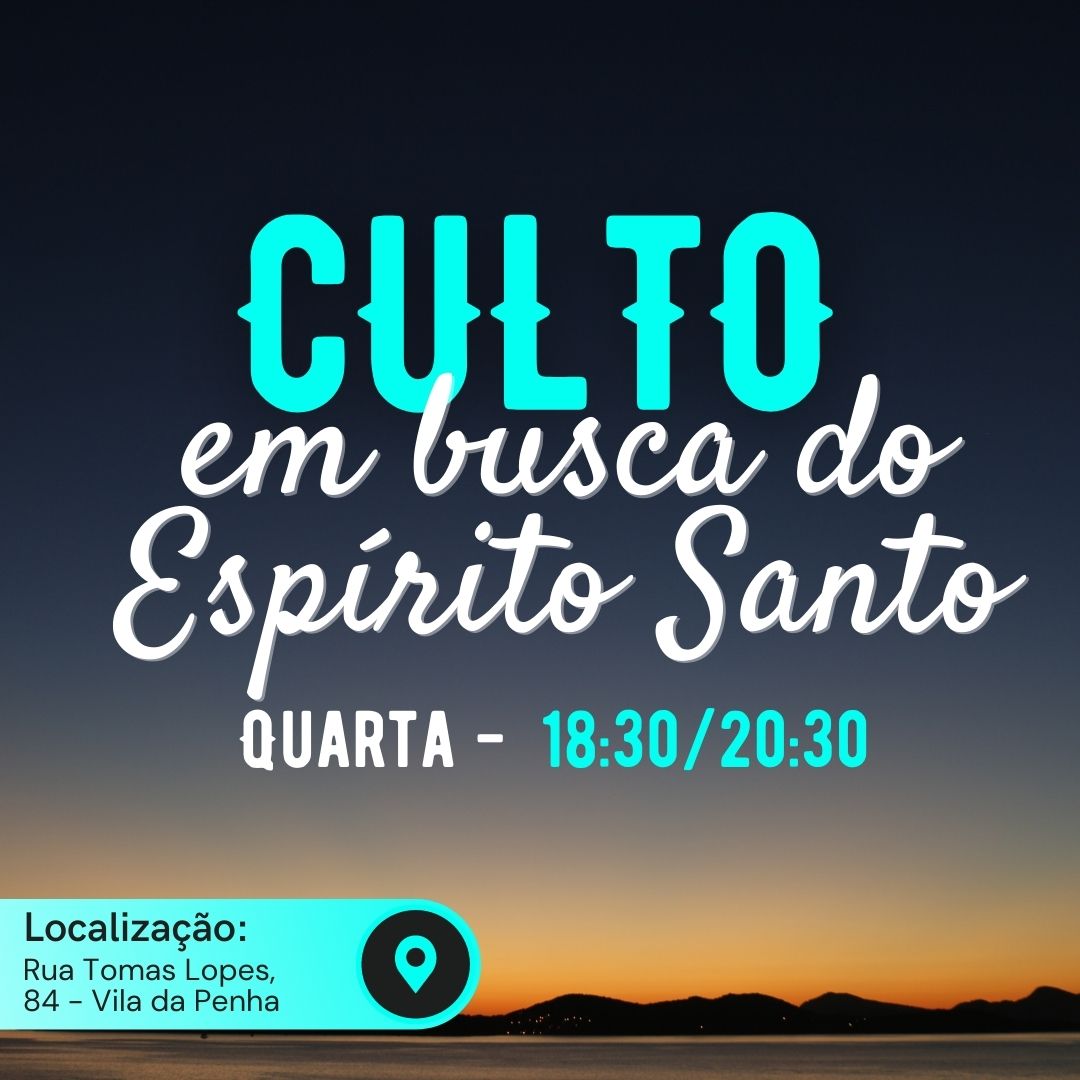 CULTO
em busca do
Espírito Santo
QUARTA - 18:30/20:30
Localização:
Rua Tomas Lopes,
84 - Vila da Penha